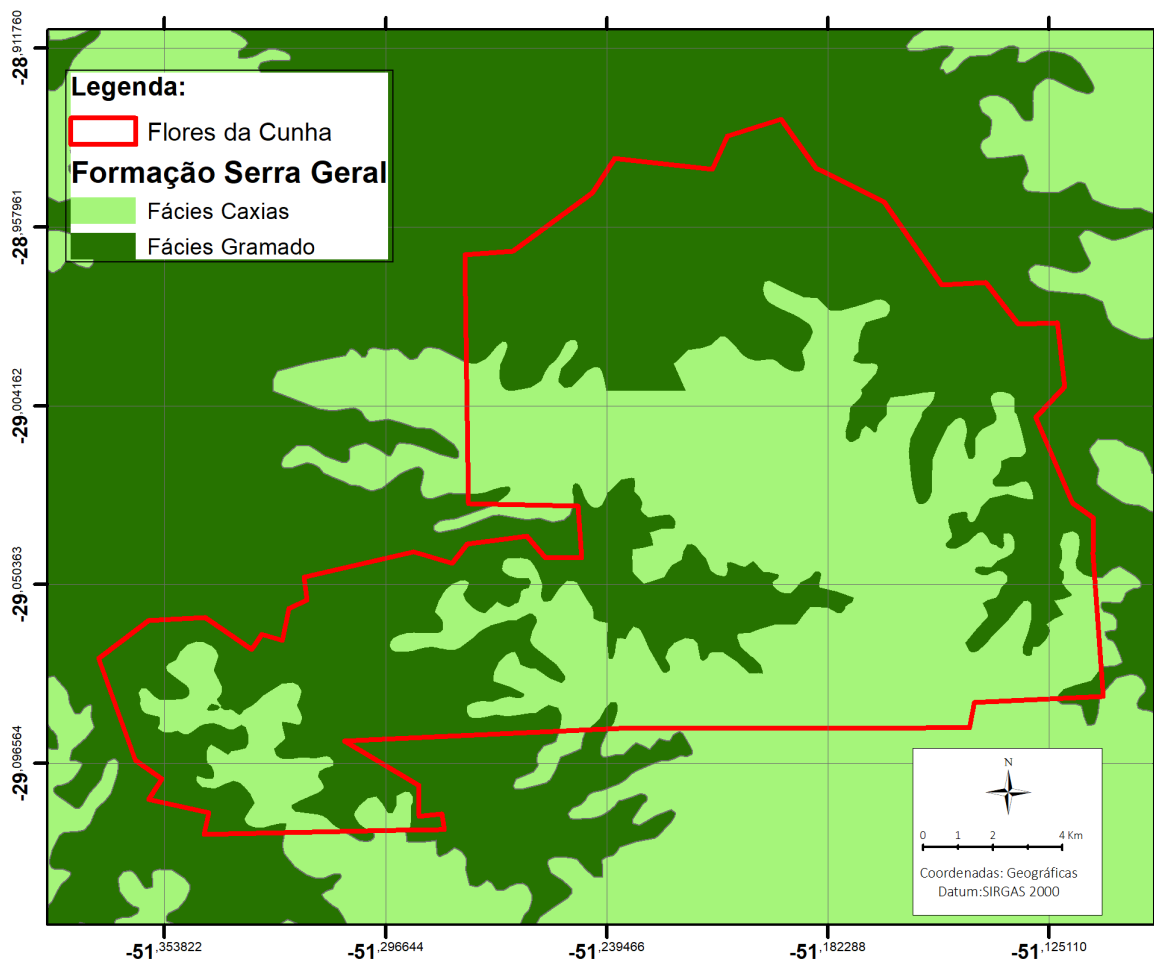 -28,911760
-28,957961
-29,004162
-29,050363
-29,096564
Legenda:
Flores da Cunha
Formação Serra Geral
Fácies Caxias
Fácies Gramado
N
0 1 2 4 Km
Coordenadas: Geográficas
Datum:SIRGAS 2000
-51,353822 -51,296644 -51,239466 -51,182288 -51,125110